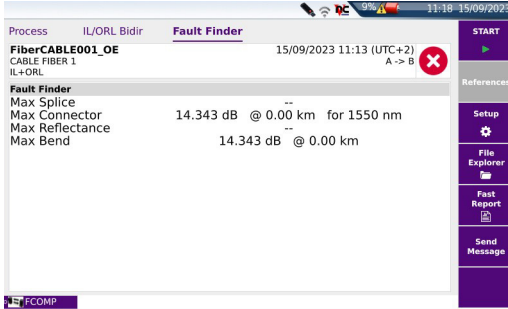 9% 11:18 15/09/2023
Process IL/ORL Bidir Fault Finder
START
FiberCABLE001_OE 15/09/2023 11:13 (UTC+2)
CABLE FIBER 1 A -> B
IL+ORL
References
Fault Finder
Max Splice --
Max Connector 14.343 dB @ 0.00 km for 1550 nm
Max Reflectance --
Max Bend 14.343 dB @ 0.00 km
Setup
File
Explorer
Fast
Report
Send
Message
FCOMP